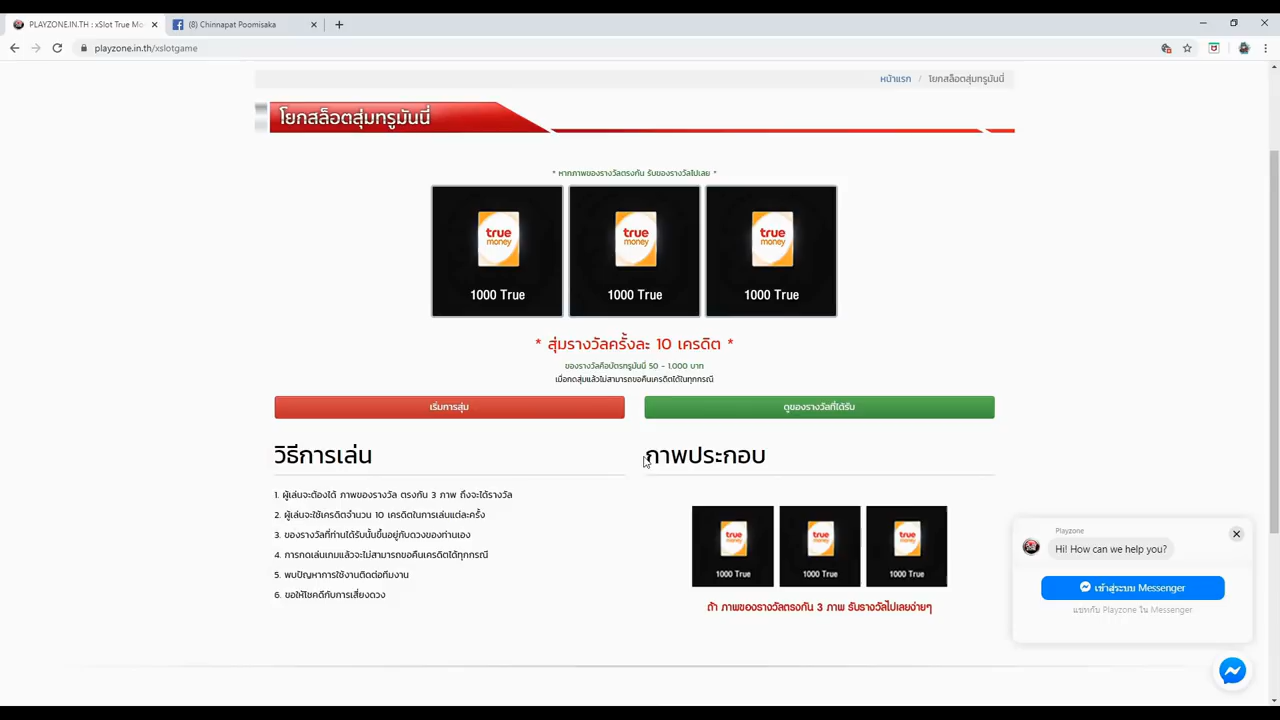 PLAYZONE.IN.TH : xSlot True Mo
(8) Chinnapat Poomisaka
playzone.in.th/xslotgame
หน้าแรก / โยกสล็อตสุ่มทรูมันนี่
โยกสล็อตสุ่มทรูมันนี่
* หากภาพของรางวัลตรงกัน รับของรางวัลไปเลย *
true money
true money
true money
1000 True
1000 True
1000 True
* สุ่มรางวัลครั้งละ 10 เครดิต *
ของรางวัลคือบัตรทรูมันนี่ 50 - 1,000 บาท
เมื่อกดสุ่มแล้วไม่สามารถขอคืนเครดิตได้ในทุกกรณี
เริ่มการสุ่ม
ดูของรางวัลที่ได้รับ
วิธีการเล่น
1. ผู้เล่นจะต้องได้ ภาพของรางวัล ตรงกัน 3 ภาพ ถึงจะได้รางวัล
2. ผู้เล่นจะใช้เครดิตจำนวน 10 เครดิตในการเล่นแต่ละครั้ง
3. ของรางวัลที่ท่านได้รับนั้นขึ้นอยู่กับดวงของท่านเอง
4. การกดเล่นเกมแล้วจะไม่สามารถขอคืนเครดิตได้ทุกกรณี
5. พบปัญหาการใช้งานติดต่อทีมงาน
6. ขอให้โชคดีกับการเสี่ยงดวง
ภาพประกอบ
true money
true money
true money
1000 True
1000 True
1000 True
ถ้า ภาพของรางวัลตรงกัน 3 ภาพ รับรางวัลไปเลยง่ายๆ
Playzone
Hi! How can we help you?
เข้าสู่ระบบ Messenger
แชทกับ Playzone ใน Messenger